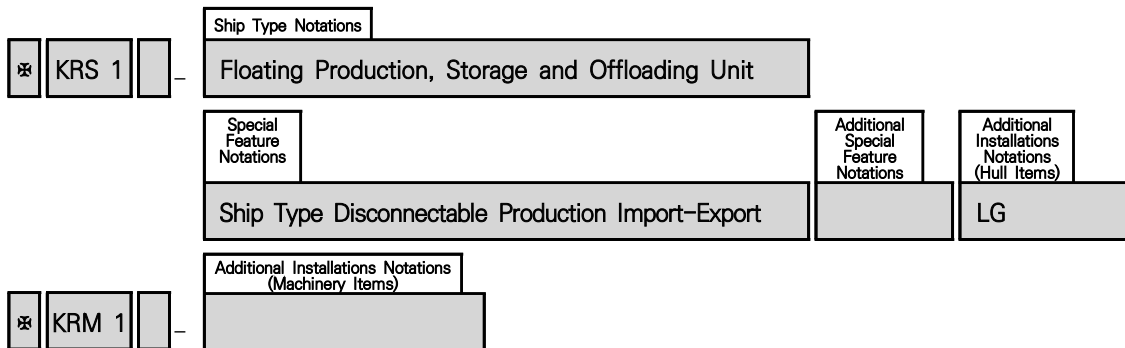 Ship Type Notations
✠ KRS 1 - Floating Production, Storage and Offloading Unit
Special
Feature
Notations
Additional
Special
Feature
Notations
Additional
Installations
Notations
(Hull Items)
Ship Type Disconnectable Production Import-Export
LG
Additional Installations Notations
(Machinery Items)
✠ KRM 1 -